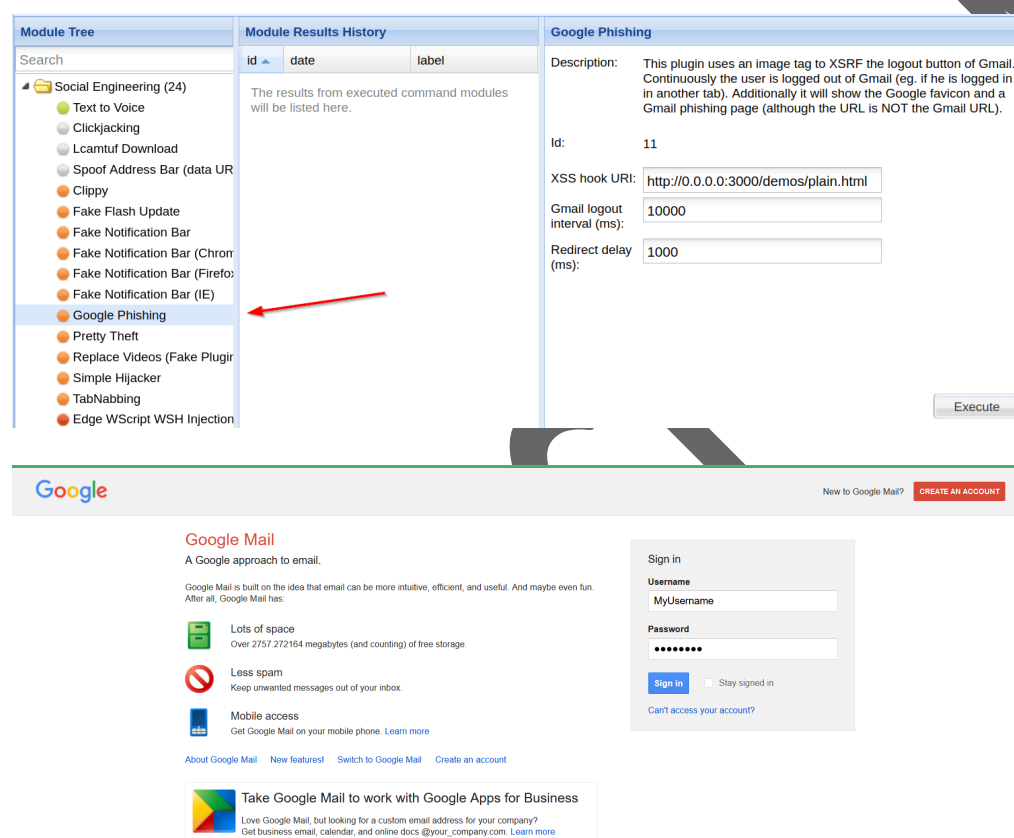 Module Tree
Search
Social Engineering (24)
Text to Voice
Clickjacking
Lcamtuf Download
Spoof Address Bar (data UR
Clippy
Fake Flash Update
Fake Notification Bar
Fake Notification Bar (Chrom
Fake Notification Bar (Firefox
Fake Notification Bar (IE)
Google Phishing
Pretty Theft
Replace Videos (Fake Plugin
Simple Hijacker
TabNabbing
Edge WScript WSH Injection
Module Results History
id date label
The results from executed command modules
will be listed here.
Google Phishing
Description: This plugin uses an image tag to XSRF the logout button of Gmail.
Continuously the user is logged out of Gmail (eg. if he is logged in
in another tab). Additionally it will show the Google favicon and a
Gmail phishing page (although the URL is NOT the Gmail URL).
Id: 11
XSS hook URI: http://0.0.0.0:3000/demos/plain.html
Gmail logout
interval (ms): 10000
Redirect delay
(ms): 1000
Execute
Google
New to Google Mail? CREATE AN ACCOUNT
Google Mail
A Google approach to email.
Google Mail is built on the idea that email can be more intuitive, efficient, and useful. And maybe even fun.
After all, Google Mail has:
Lots of space
Over 2757.272164 megabytes (and counting) of free storage.
Less spam
Keep unwanted messages out of your inbox.
Mobile access
Get Google Mail on your mobile phone. Learn more
About Google Mail New features! Switch to Google Mail Create an account
Take Google Mail to work with Google Apps for Business
Love Google Mail, but looking for a custom email address for your company?
Get business email, calendar, and online docs @your_company.com. Learn more
Sign in
Username
MyUsername
Password
Sign in Stay signed in
Can't access your account?